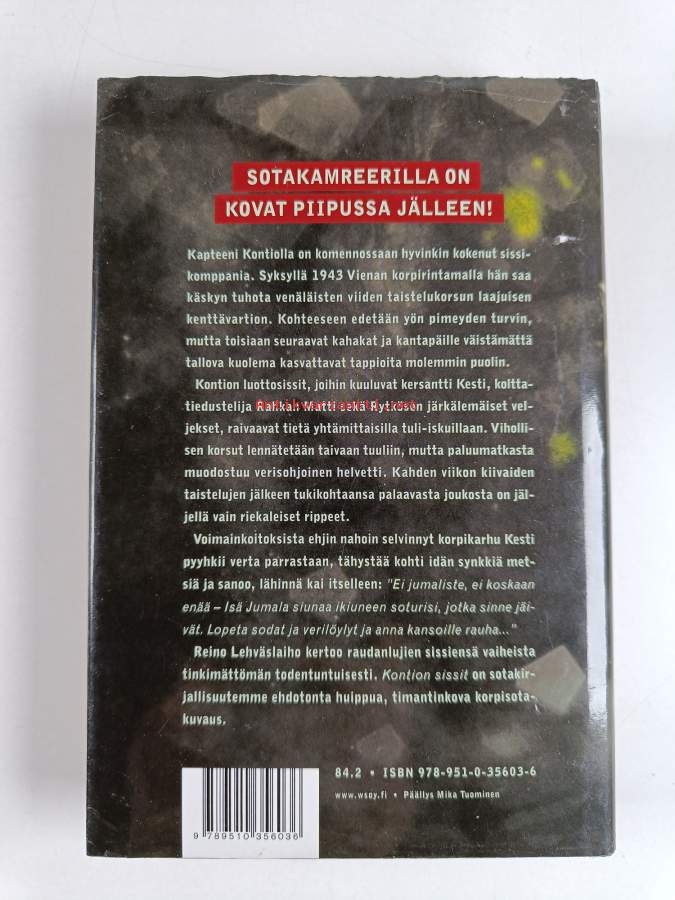 SOTAKAMREERILLA ON
KOVAT PIIPUSSA JÄLLEEN!
Kapteeni Kontiolla on komennossaan hyvinkin kokenut sissi-
komppania. Syksyllä 1943 Vienan korpirintamalla hän saa
käskyn tuhota venäläisten viiden taistelukorsun laajuisen
kenttävartion. Kohteeseen edetään yön pimeyden turvin,
mutta toisiaan seuraavat kahakat ja kantapäille väistämättä
tallova kuolema kasvattavat tappioita molemmin puolin.
Kontion luottosissit, joihin kuuluvat kersantti Kesti, koltta-
tiedustelija Matti sekä Rytkösen järkälemäiset vel-
jekset, raivaavat tietä yhtämittaisilla tuli-iskuillaan. Viholli-
sen korsut lennätetään taivaan tuuliin, mutta paluumatkasta
muodostuu verisohjoinen helvetti. Kahden viikon kiivaiden
taistelujen jälkeen tukikohtaansa palaavasta joukosta on jäl-
jellä vain riekaleiset rippeet.
Voimainkoitoksista ehjin nahoin selvinnyt korpikarhu Kesti
pyyhkii verta parrastaan, tähystää kohti idän synkkiä met-
siä ja sanoo, lähinnä kai itselleen: "Ei jumaliste, ei koskaan
enää – Isä Jumala siunaa ikiuneen soturisi, jotka sinne jäi-
vät. Lopeta sodat ja verilöylyt ja anna kansoille rauha..."
Reino Lehväslaiho kertoo raudanlujien sissiensä vaiheista
tinkimättömän todentuntuisesti. Kontion sissit on sotakir-
jallisuutemme ehdotonta huippua, timantinkova korpisota-
kuvaus.
84.2 • ISBN 978-951-0-35603-6
www.wsoy.fi • Päällys Mika Tuominen
9 789510 356036